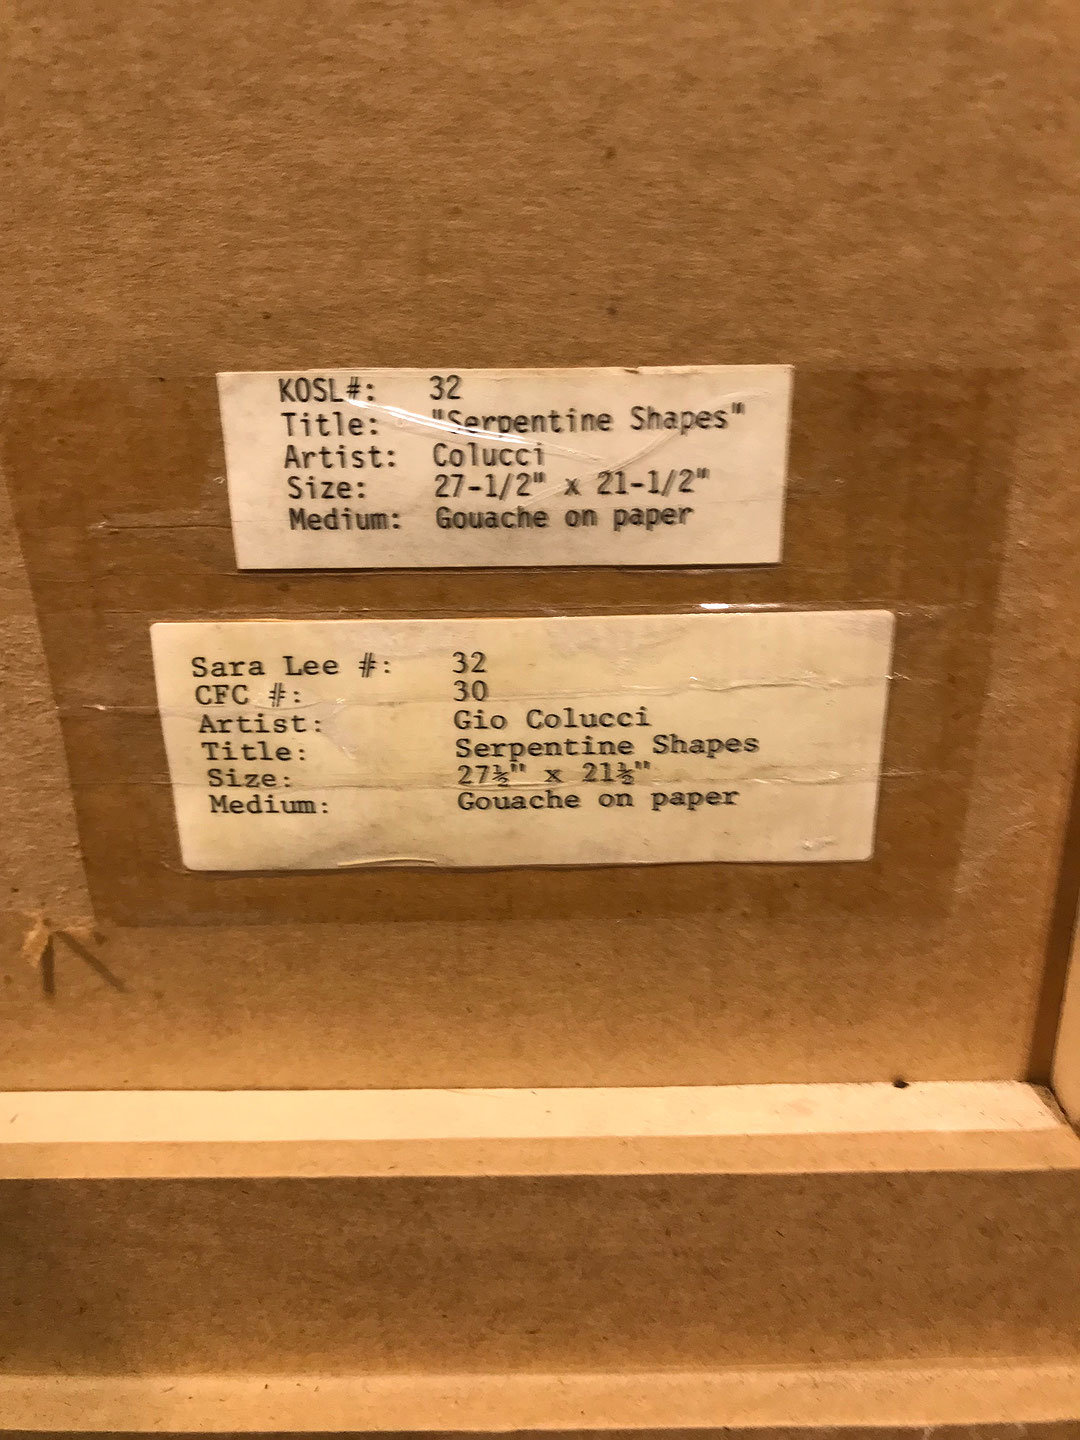 KOSL#: 32
Title: "Serpentine Shapes"
Artist: Colucci
Size: 27-1/2" x 21-1/2"
Medium: Gouache on paper
Sara Lee #: 32
CFC #: 30
Artist: Gio Colucci
Title: Serpentine Shapes
Size: 27½" x 21½"
Medium: Gouache on paper